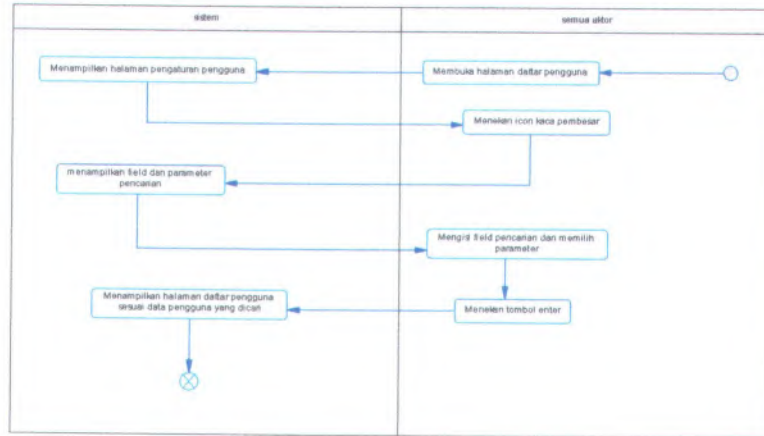 sistem
semua aktor
Menampilkan halaman pengaturan pengguna
Membuka halaman daftar pengguna
Menekan icon kaca pembesar
menampilkan field dan parameter
pencarian
Mengisi field pencarian dan memilih
parameter
Menampilkan halaman daftar pengguna
sesuai data pengguna yang dicari
Menekan tombol enter